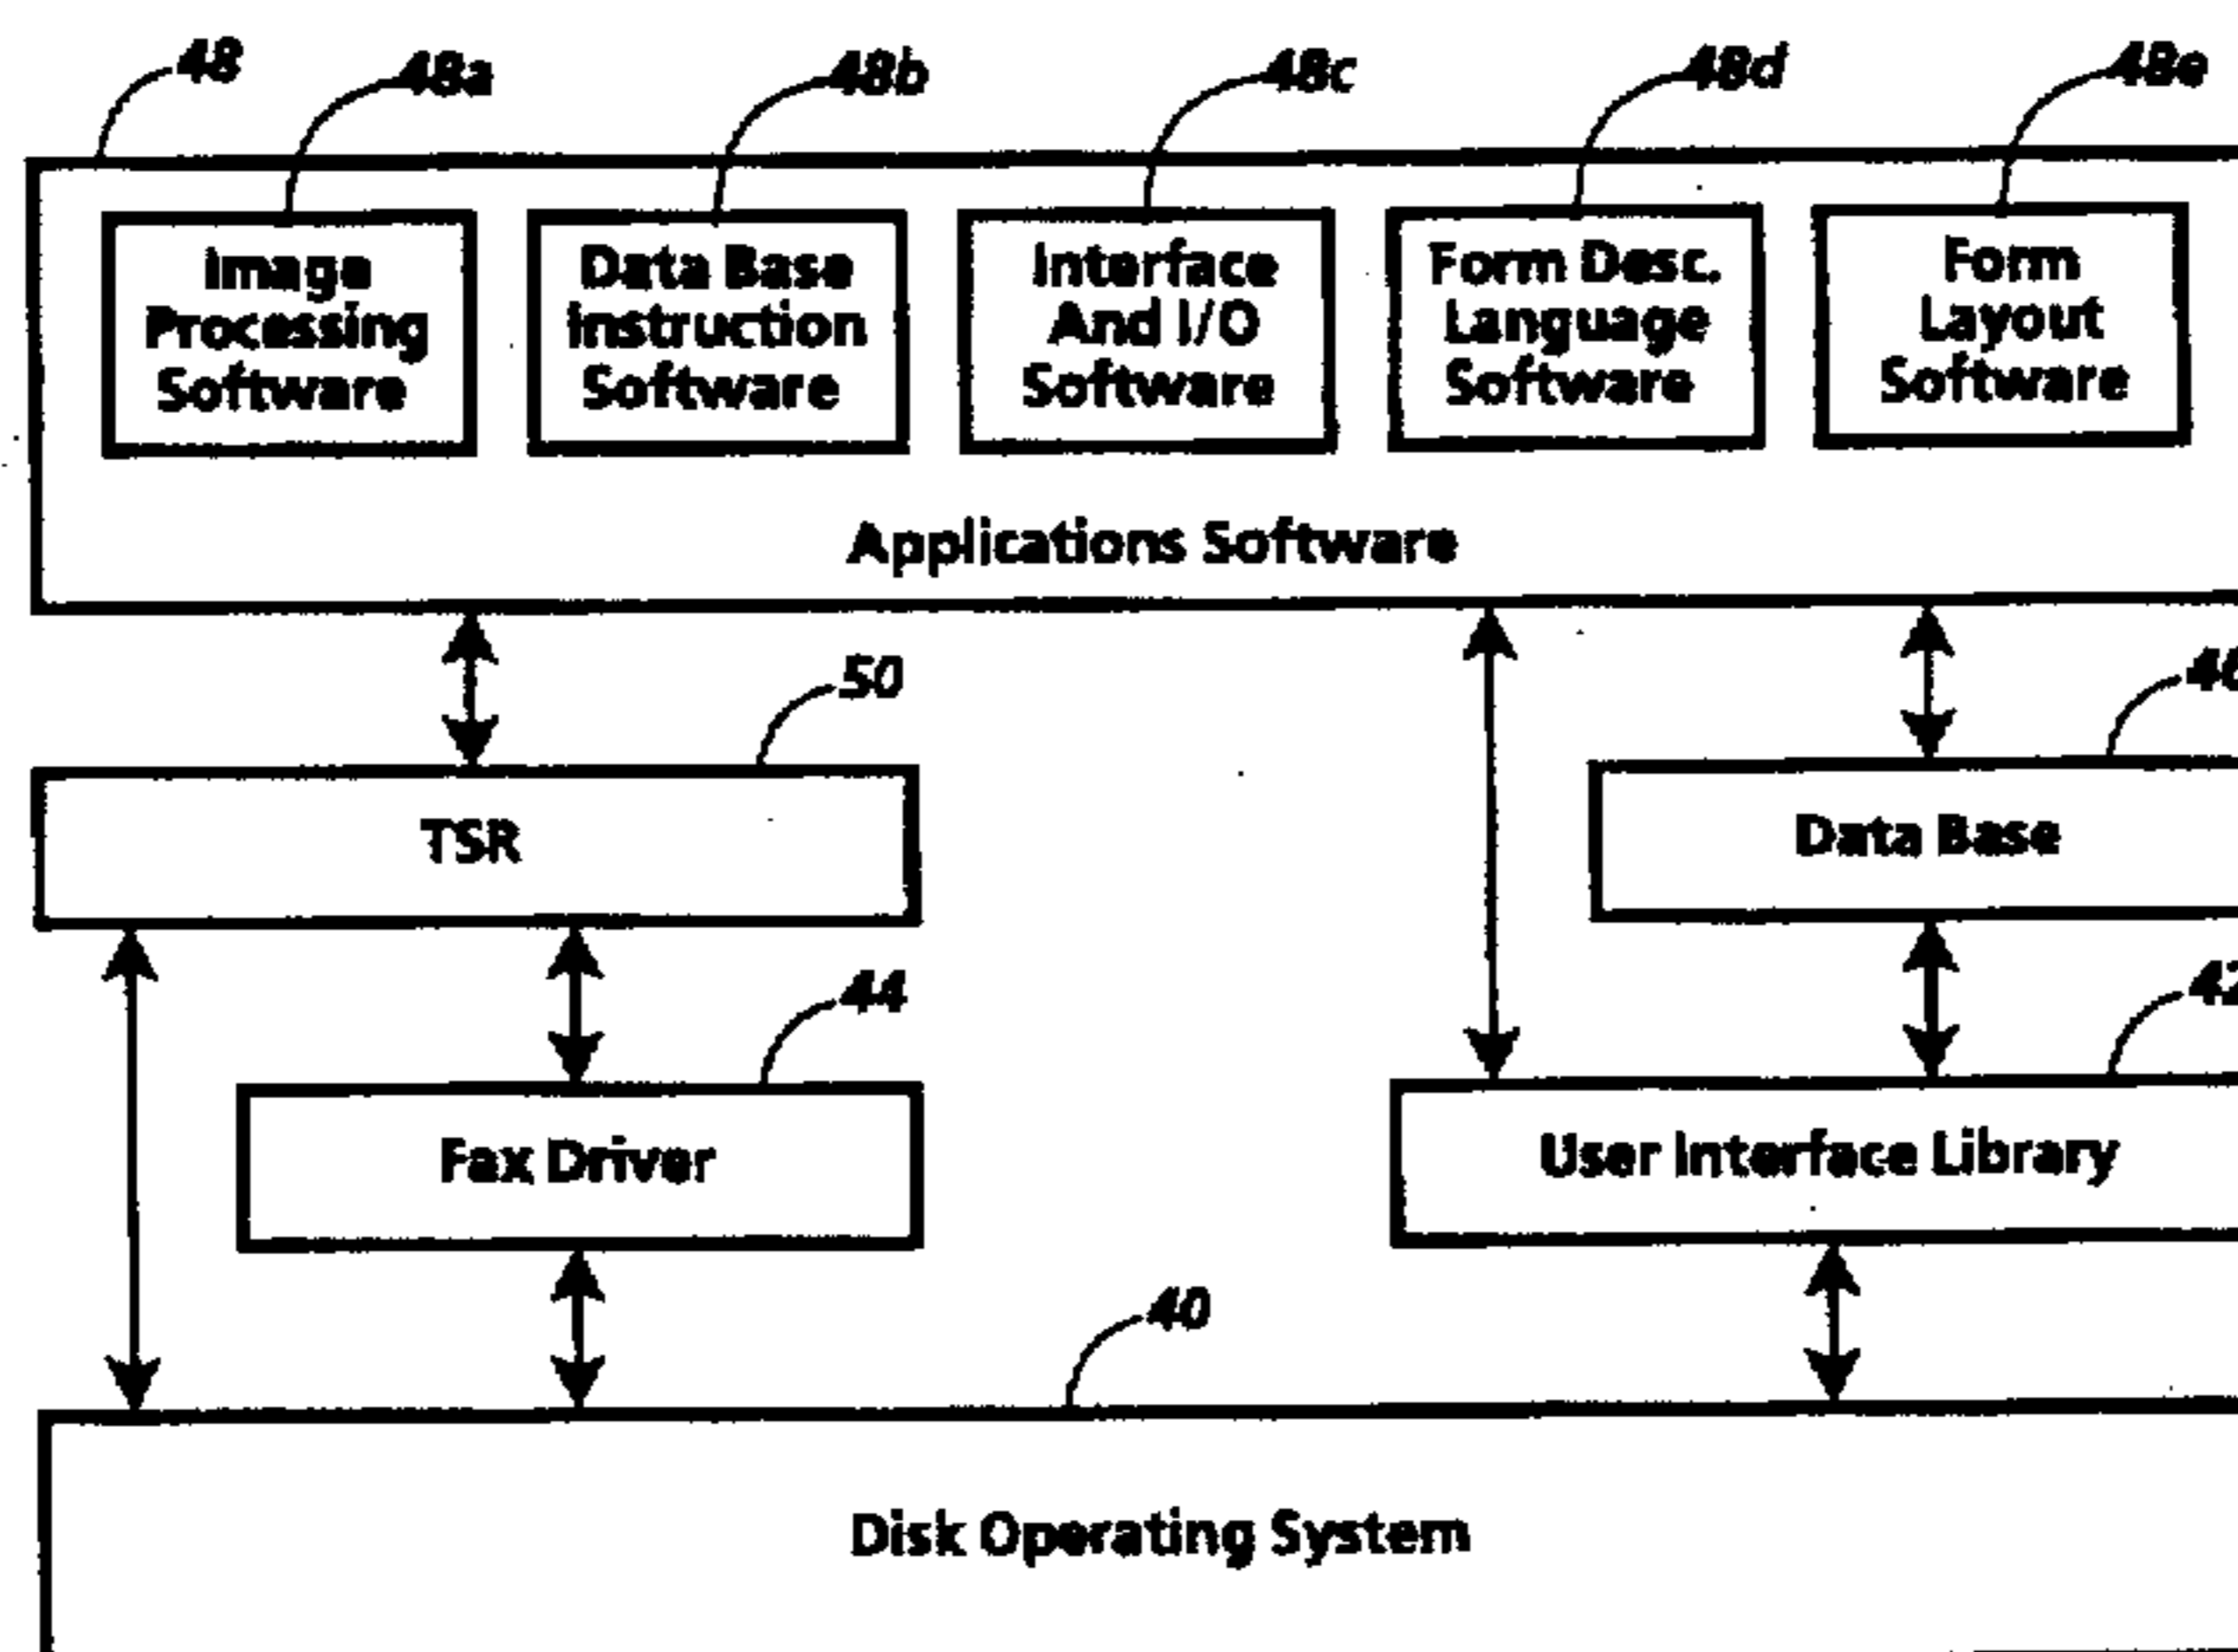 48
48a
48b
48c
48d
48e
Image
Processing
Software
Data Base
Instruction
Software
Interface
And I/O
Software
Form Desc.
Language
Software
Form
Layout
Software
Applications Software
50
TSR
Data Base
44
42
Fax Driver
User Interface Library
40
Disk Operating System